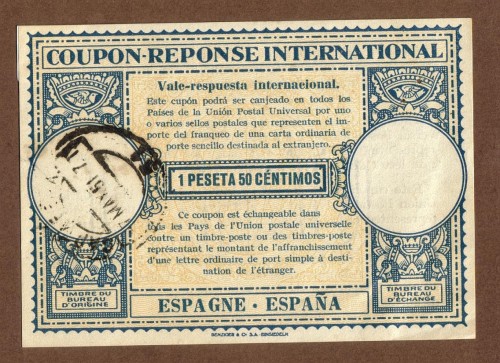 COUPON-REPONSE INTERNATIONAL
Vale-respuesta internacional.
Este cupón podrá ser canjeado en todos los
Países de la Unión Postal Universal por uno
o varios sellos postales que representen el im-
porte del franqueo de una carta ordinaria de
porte sencillo destinada al extranjero.
1 PESETA 50 CÉNTIMOS
Ce coupon est échangeable dans
tous les Pays de l'Union postale universelle
contre un timbre-poste ou des timbres-poste
représentant le montant de l'affranchissement
d'une lettre ordinaire de port simple à desti-
nation de l'étranger.
TIMBRE DU
BUREAU
D'ORIGINE
TIMBRE DU
BUREAU
D'ÉCHANGE
ESPAGNE - ESPAÑA
BENZIGER & Co S.A. EINSIEDELN